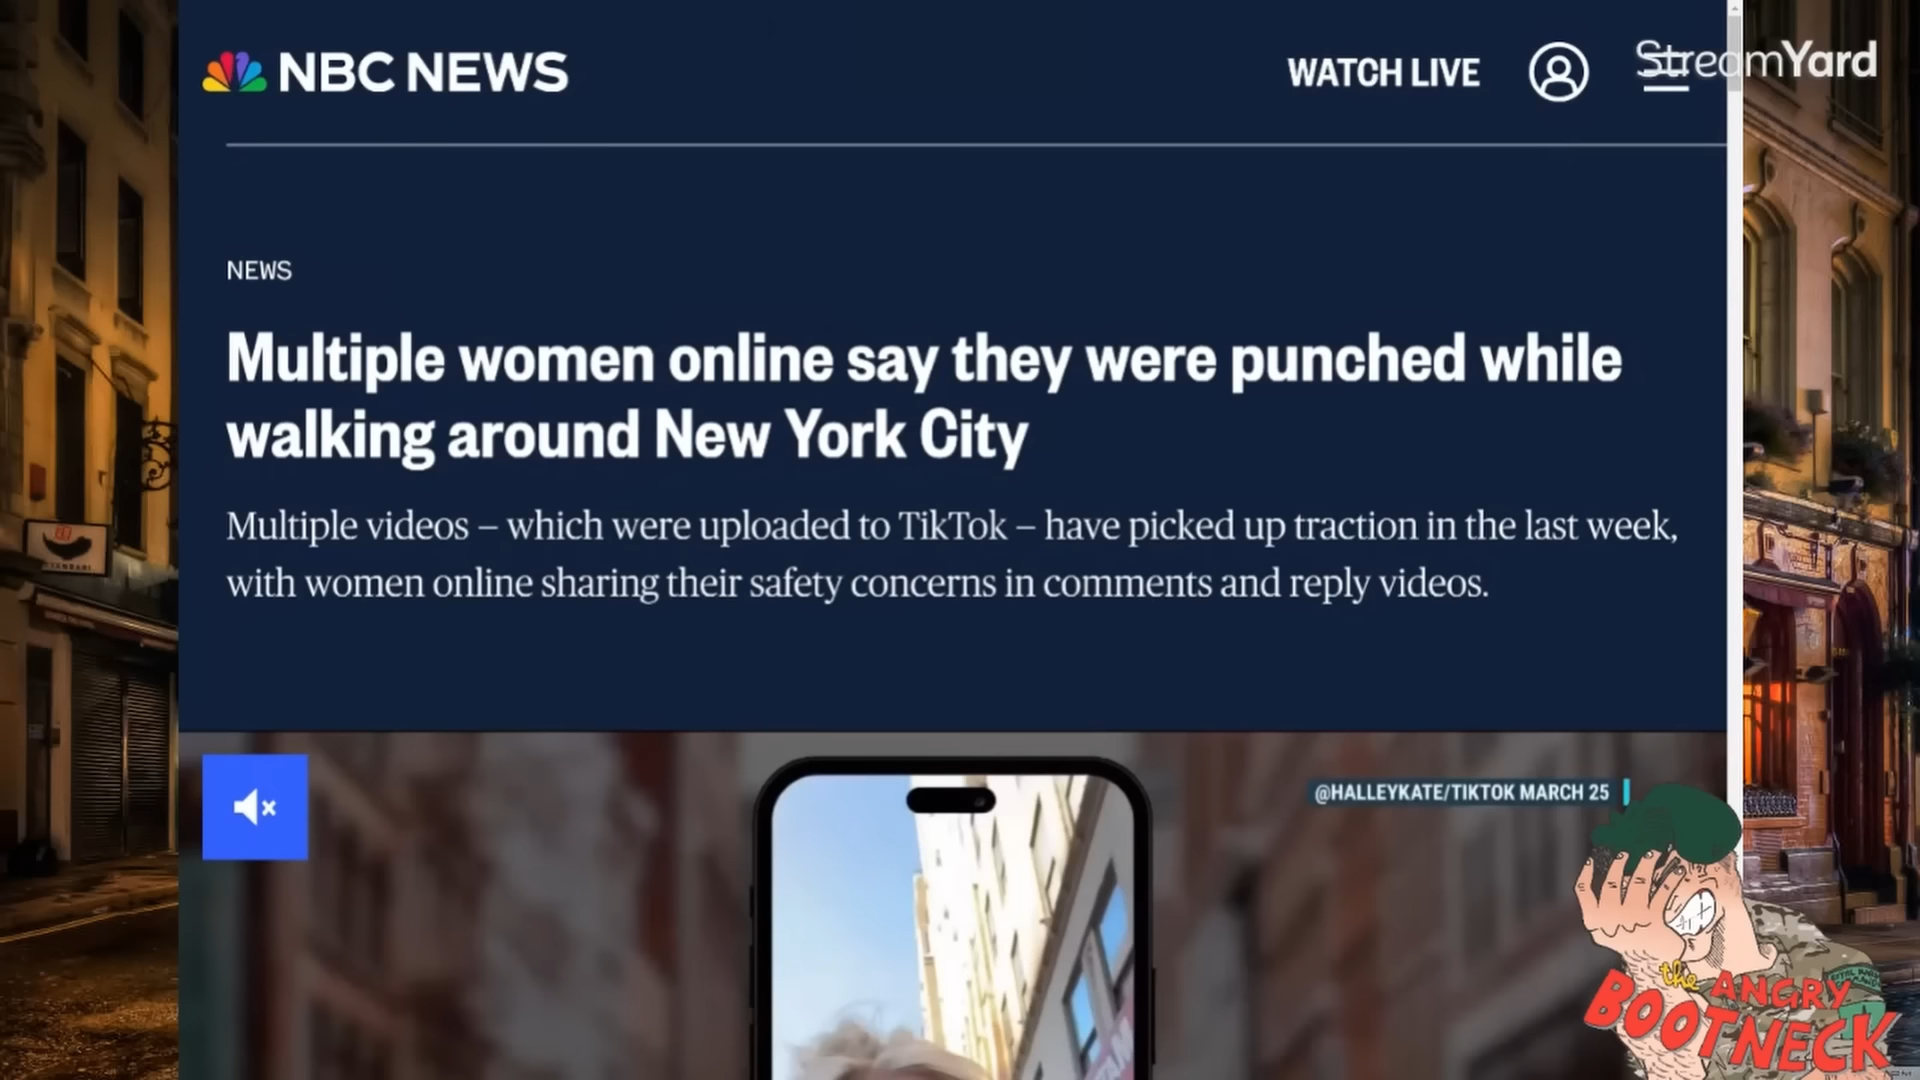 NBC NEWS
WATCH LIVE
StreamYard
NEWS
Multiple women online say they were punched while
walking around New York City
Multiple videos – which were uploaded to TikTok – have picked up traction in the last week,
with women online sharing their safety concerns in comments and reply videos.
@HALLEYKATE/TIKTOK MARCH 25
the ANGRY
BOOTNECK